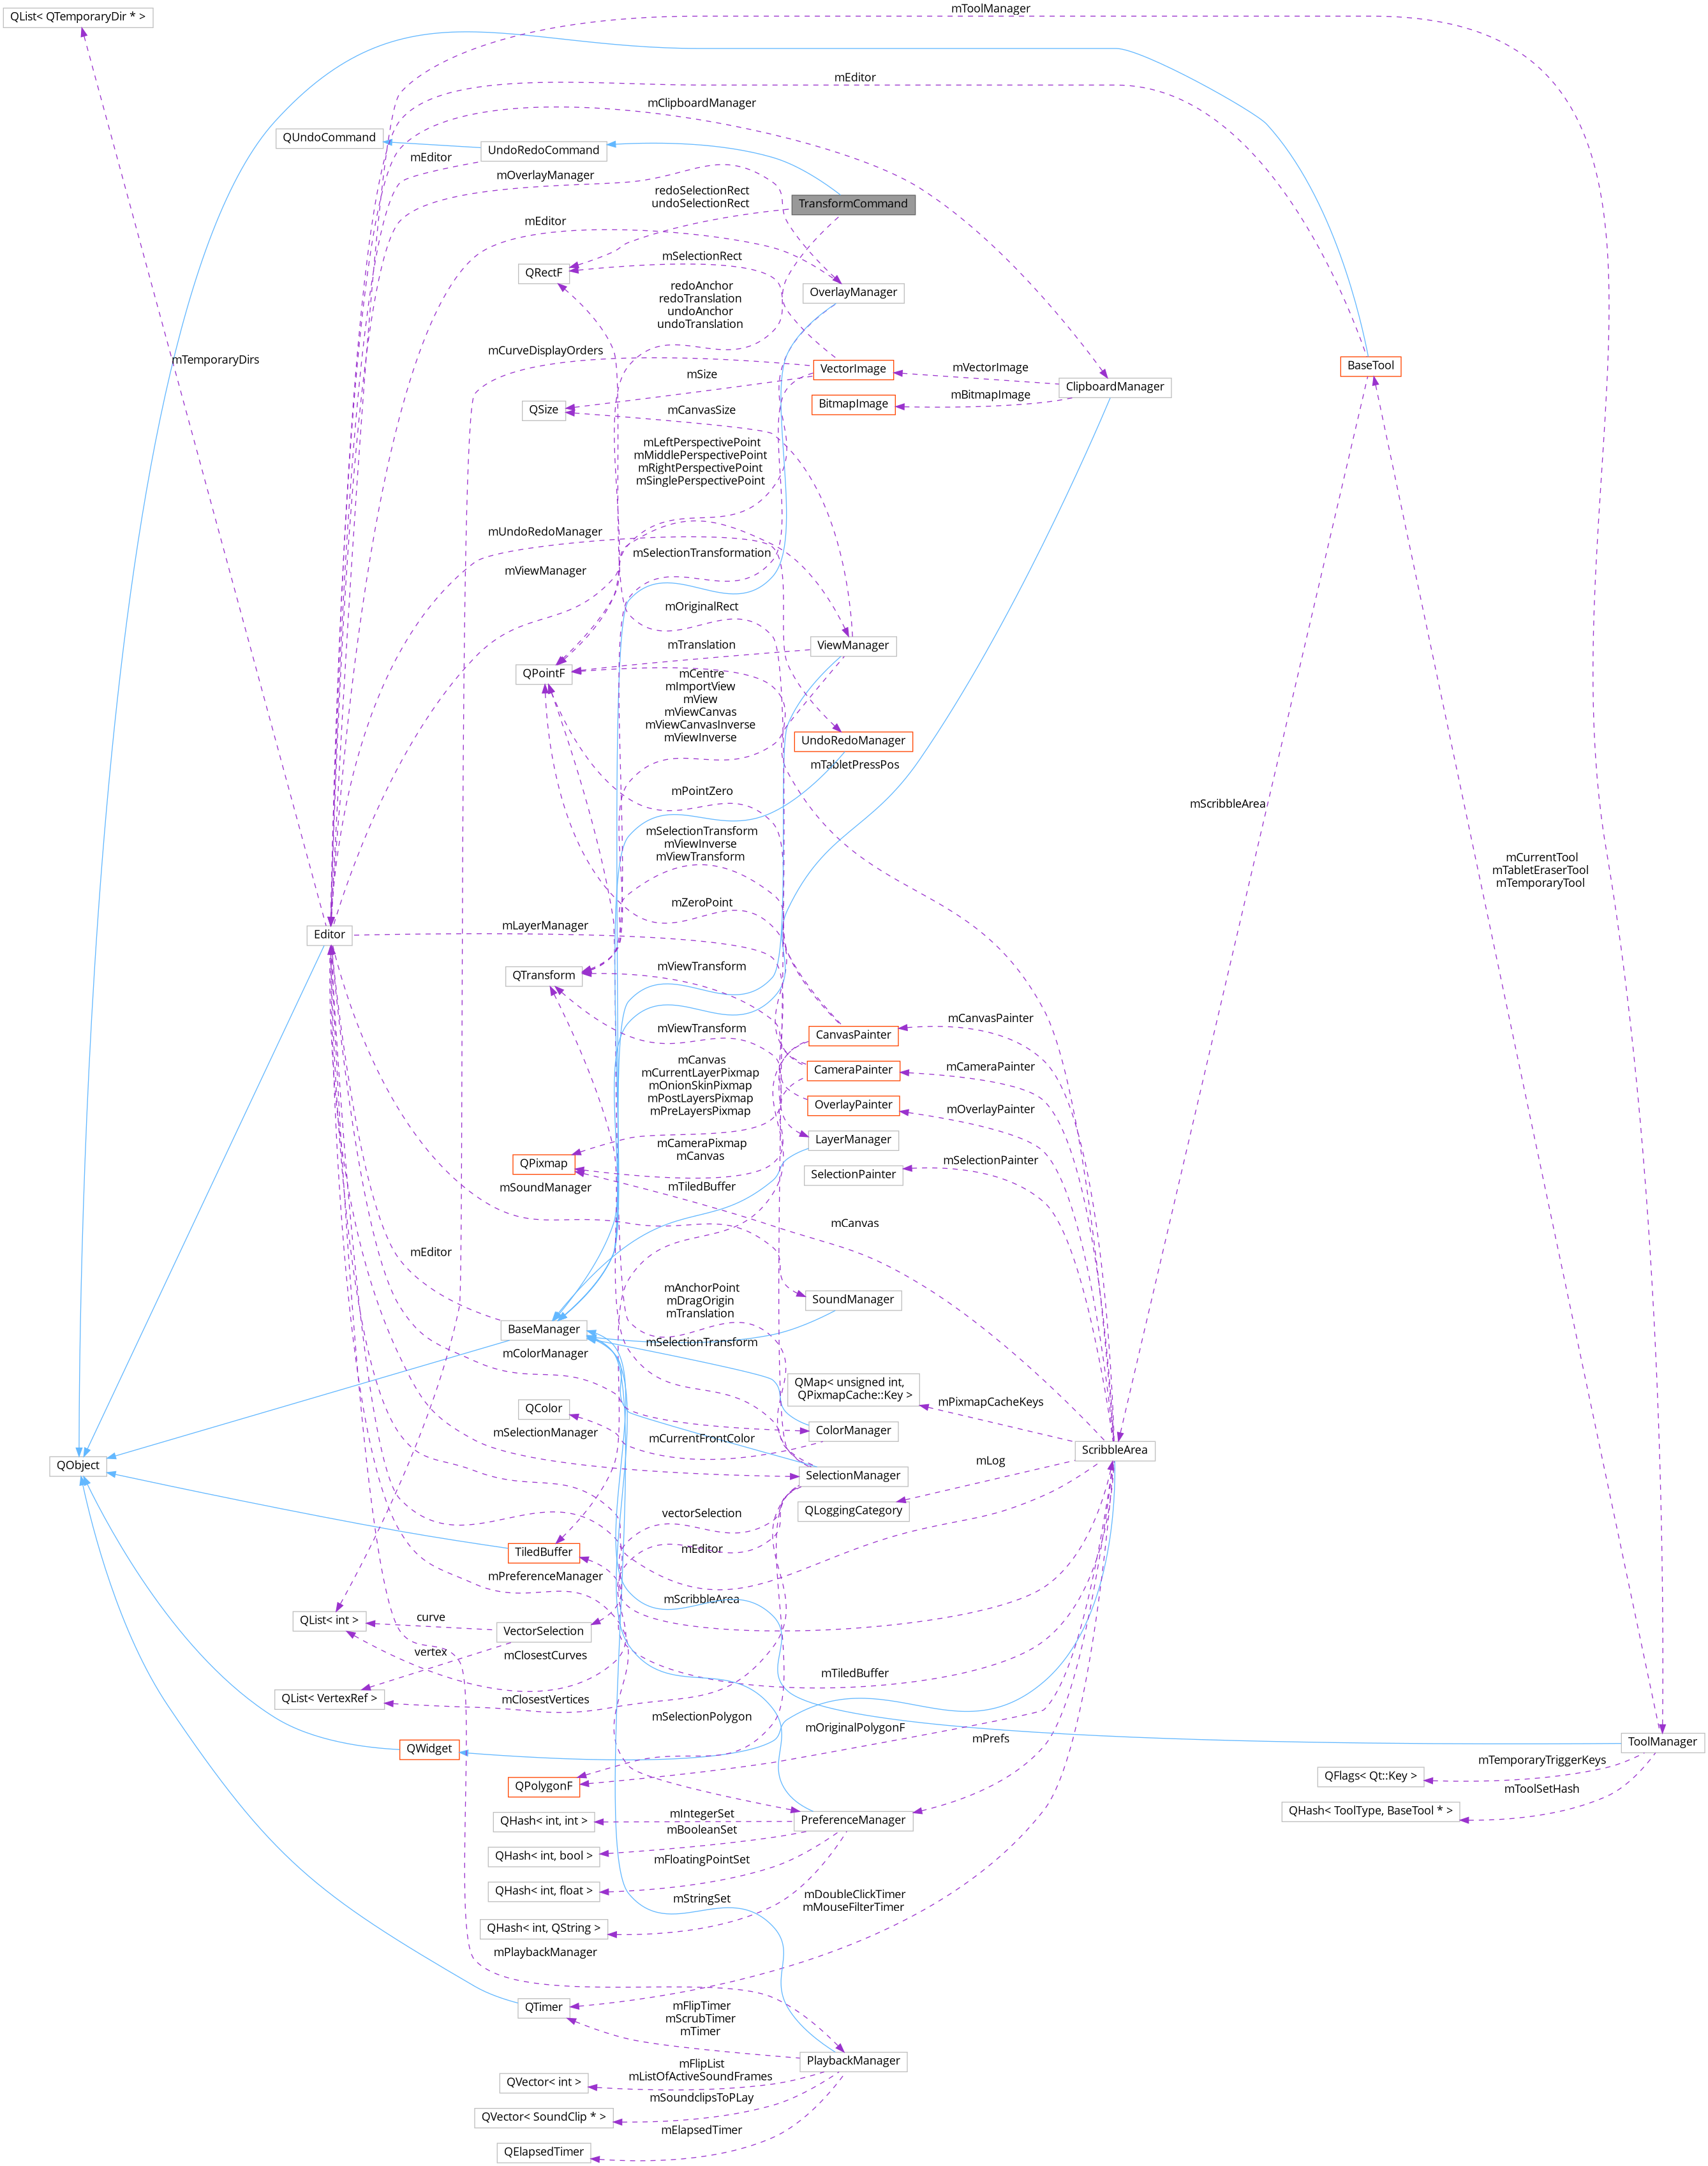 QList< QTemporaryDir * >
mToolManager
mEditor
mClipboardManager
QUndoCommand
UndoRedoCommand
mEditor
mOverlayManager
redoSelectionRect
undoSelectionRect
TransformCommand
mEditor
mSelectionRect
QRectF
redoAnchor
redoTranslation
undoAnchor
undoTranslation
OverlayManager
mTemporaryDirs
mCurveDisplayOrders
mSize
VectorImage
mVectorImage
BaseTool
ClipboardManager
mBitmapImage
BitmapImage
QSize
mCanvasSize
mLeftPerspectivePoint
mMiddlePerspectivePoint
mRightPerspectivePoint
mSinglePerspectivePoint
mUndoRedoManager
mSelectionTransformation
mViewManager
mOriginalRect
ViewManager
mTranslation
QPointF
mCentre
mImportView
mView
mViewCanvas
mViewCanvasInverse
mViewInverse
UndoRedoManager
mTabletPressPos
mPointZero
mScribbleArea
mSelectionTransform
mViewInverse
mViewTransform
mCurrentTool
mTabletEraserTool
mTemporaryTool
mZeroPoint
Editor
mLayerManager
mViewTransform
QTransform
mCanvasPainter
mViewTransform
CanvasPainter
mCanvas
mCurrentLayerPixmap
mOnionSkinPixmap
mPostLayersPixmap
mPreLayersPixmap
mCameraPainter
CameraPainter
OverlayPainter
mOverlayPainter
LayerManager
mCameraPixmap
mCanvas
QPixmap
mSelectionPainter
SelectionPainter
mSoundManager
mTiledBuffer
mCanvas
mEditor
mAnchorPoint
mDragOrigin
mTranslation
SoundManager
BaseManager
mSelectionTransform
mColorManager
QMap< unsigned int,
QPixmapCache::Key >
mPixmapCacheKeys
QColor
mSelectionManager
mCurrentFrontColor
ColorManager
ScribbleArea
QObject
mLog
SelectionManager
QLoggingCategory
vectorSelection
TiledBuffer
mEditor
mPreferenceManager
mScribbleArea
QList< int >
curve
VectorSelection
vertex
mClosestCurves
mTiledBuffer
QList< VertexRef >
mClosestVertices
mSelectionPolygon
mOriginalPolygonF
mPrefs
QWidget
ToolManager
mTemporaryTriggerKeys
QFlags< Qt::Key >
QPolygonF
mToolSetHash
QHash< ToolType, BaseTool * >
mIntegerSet
QHash< int, int >
PreferenceManager
mBooleanSet
QHash< int, bool >
mFloatingPointSet
QHash< int, float >
mStringSet
mDoubleClickTimer
mMouseFilterTimer
QHash< int, QString >
mPlaybackManager
QTimer
mFlipTimer
mScrubTimer
mTimer
PlaybackManager
mFlipList
mListOfActiveSoundFrames
QVector< int >
mSoundclipsToPLay
QVector< SoundClip * >
mElapsedTimer
QElapsedTimer